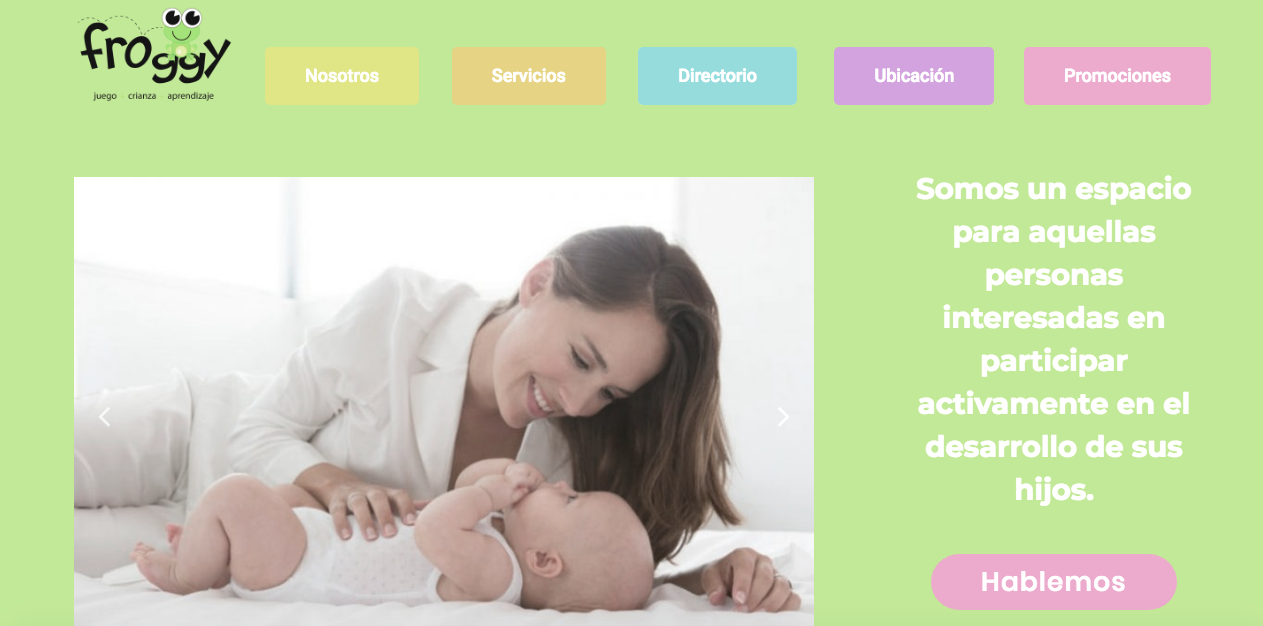 froggy
juego crianza aprendizaje
Nosotros
Servicios
Directorio
Ubicación
Promociones
Somos un espacio
para aquellas
personas
interesadas en
participar
activamente en el
desarrollo de sus
hijos.
Hablemos